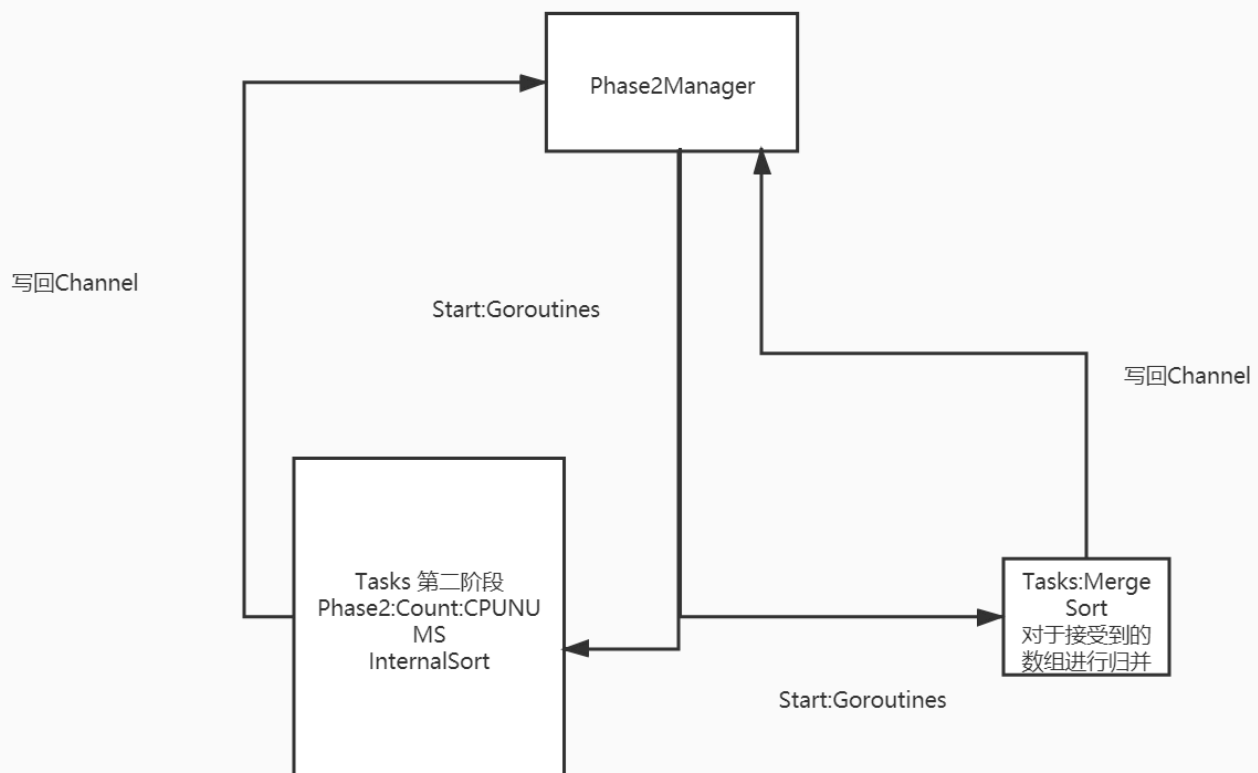 Phase2Manager
写回Channel
Start:Goroutines
写回Channel
Tasks 第二阶段
Phase2:Count:CPUNU
MS
InternalSort
Tasks:Merge
Sort
对于接受到的
数组进行归并
Start:Goroutines